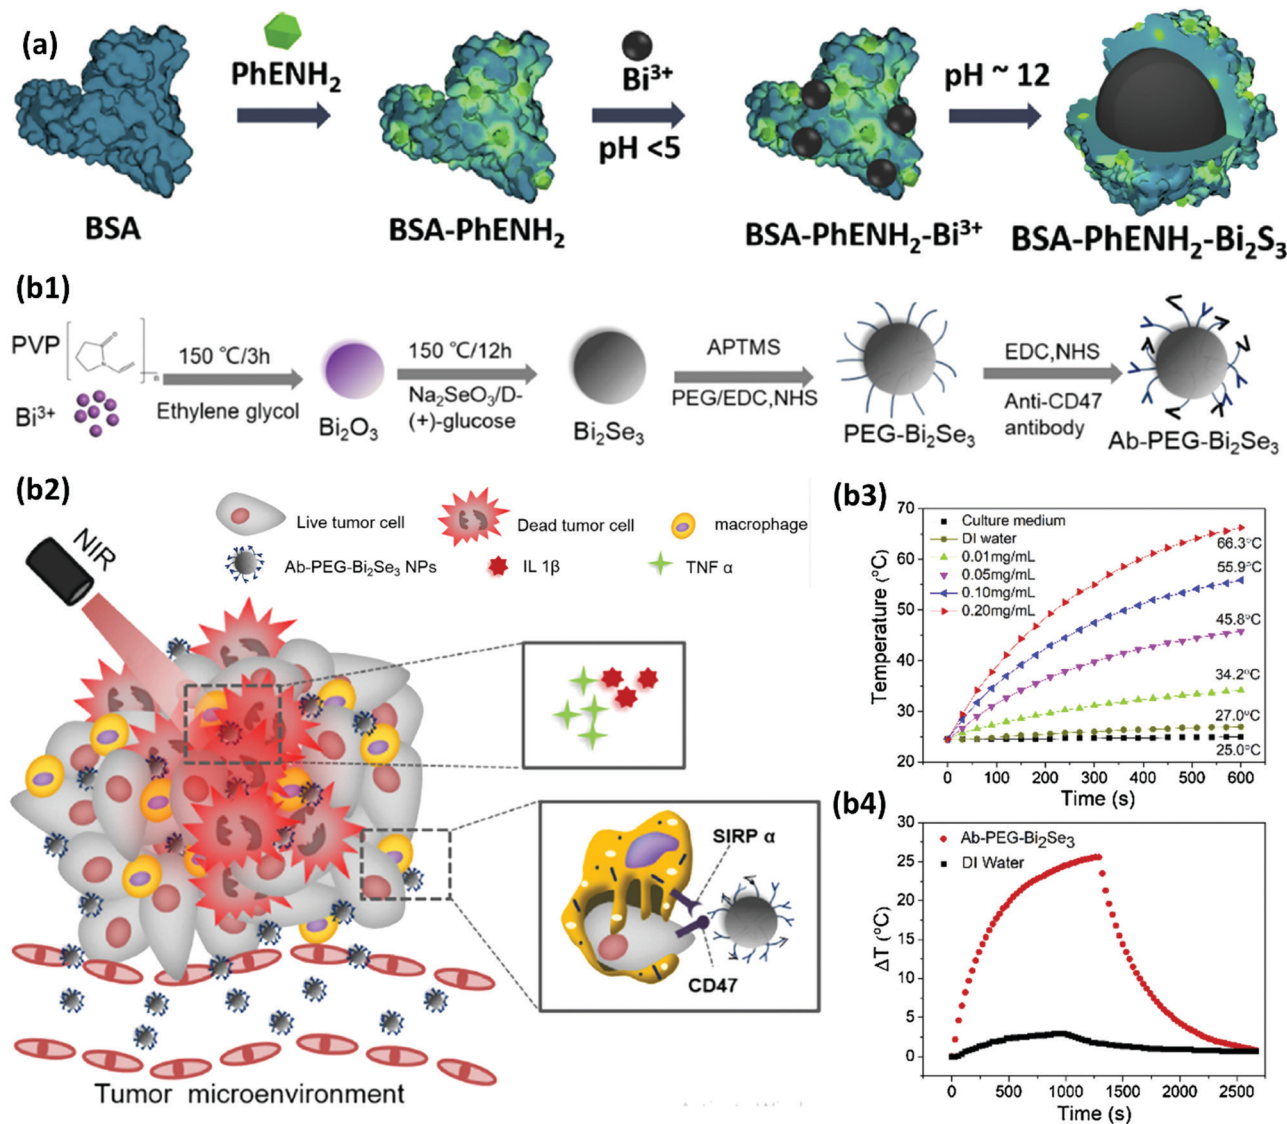 (a)
PhENH₂
Bi³⁺
pH <5
pH ~ 12
BSA
BSA-PhENH₂
BSA-PhENH₂-Bi³⁺
BSA-PhENH₂-Bi₂S₃
(b1)
PVP
n
Bi³⁺
150 ℃/3h
Ethylene glycol
Bi₂O₃
150 ℃/12h
Na₂SeO₃/D-
(+)-glucose
Bi₂Se₃
APTMS
PEG/EDC,NHS
PEG-Bi₂Se₃
EDC,NHS
Anti-CD47
antibody
Ab-PEG-Bi₂Se₃
(b2)
NIR
Live tumor cell
Dead tumor cell
macrophage
Ab-PEG-Bi₂Se₃ NPs
IL 1β
TNF α
SIRP α
CD47
Tumor microenvironment
(b3)
Temperature (°C)
70
60
50
40
30
20
Culture medium
DI water
0.01mg/mL
0.05mg/mL
0.10mg/mL
0.20mg/mL
66.3°C
55.9°C
45.8°C
34.2°C
27.0°C
25.0°C
0 100 200 300 400 500 600
Time (s)
(b4)
ΔT (°C)
30
25
20
15
10
5
0
Ab-PEG-Bi₂Se₃
DI Water
0 500 1000 1500 2000 2500
Time (s)